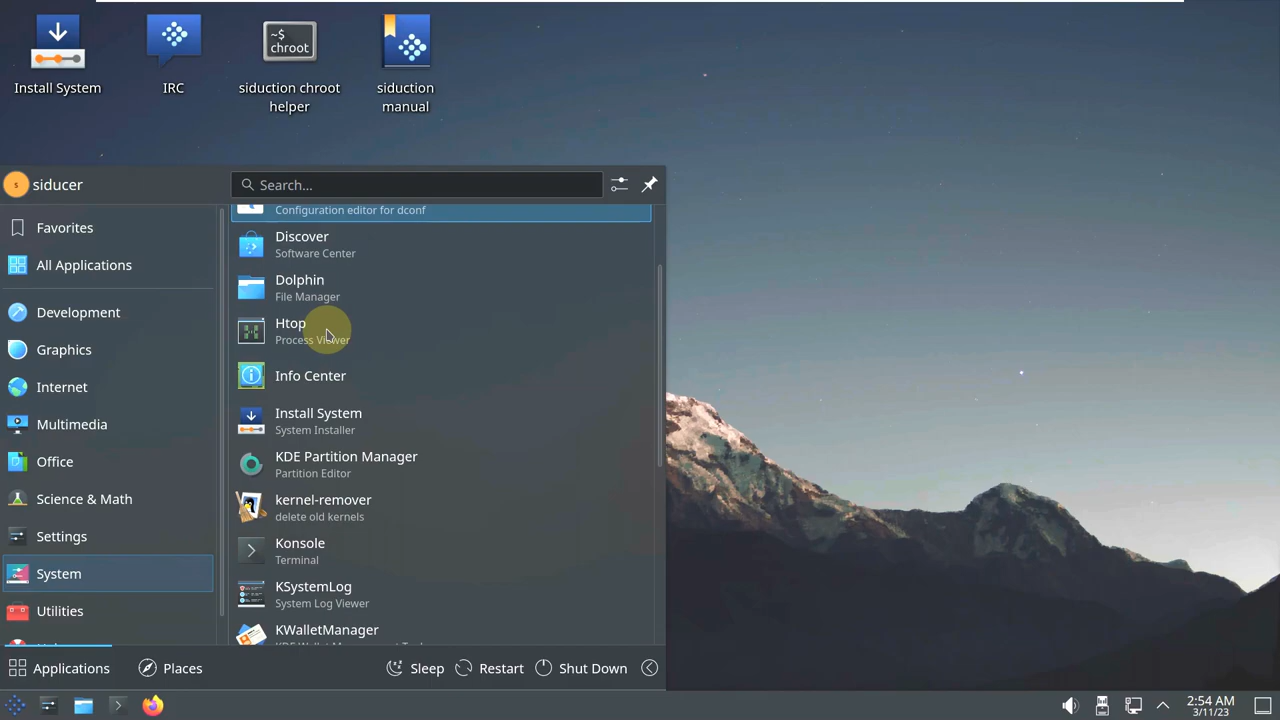 ~$
chroot
Install System
IRC
siduction chroot
helper
siduction
manual
s
siducer
Search...
Favorites
All Applications
Development
Graphics
Internet
Multimedia
Office
Science & Math
Settings
System
Utilities
Configuration editor for dconf
Discover
Software Center
Dolphin
File Manager
Htop
Process Viewer
Info Center
Install System
System Installer
KDE Partition Manager
Partition Editor
kernel-remover
delete old kernels
Konsole
Terminal
KSystemLog
System Log Viewer
KWalletManager
Applications
Places
Sleep
Restart
Shut Down
2:54 AM
3/11/23